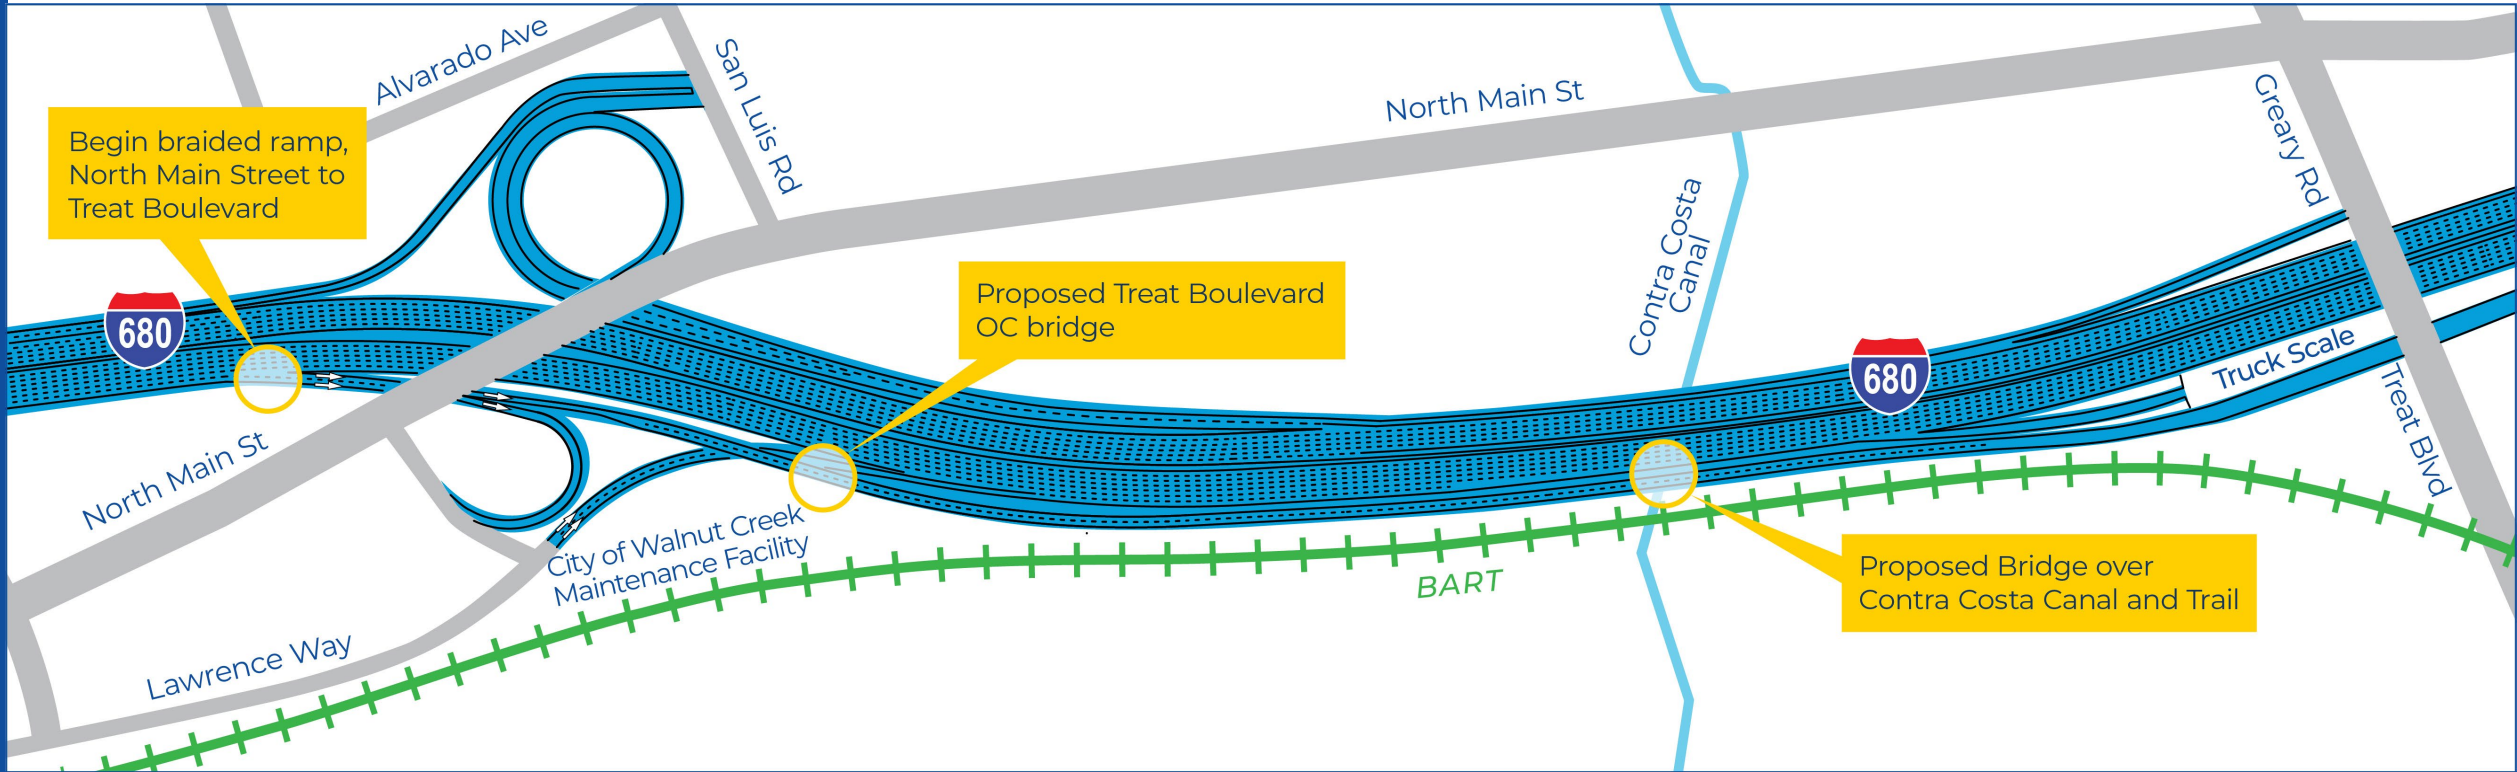 Alvarado Ave
San Luis Rd
North Main St
Greary Rd
Begin braided ramp,
North Main Street to
Treat Boulevard
Contra Costa
Canal
680
Proposed Treat Boulevard
OC bridge
680
Truck Scale
Treat Blvd
North Main St
City of Walnut Creek
Maintenance Facility
BART
Proposed Bridge over
Contra Costa Canal and Trail
Lawrence Way